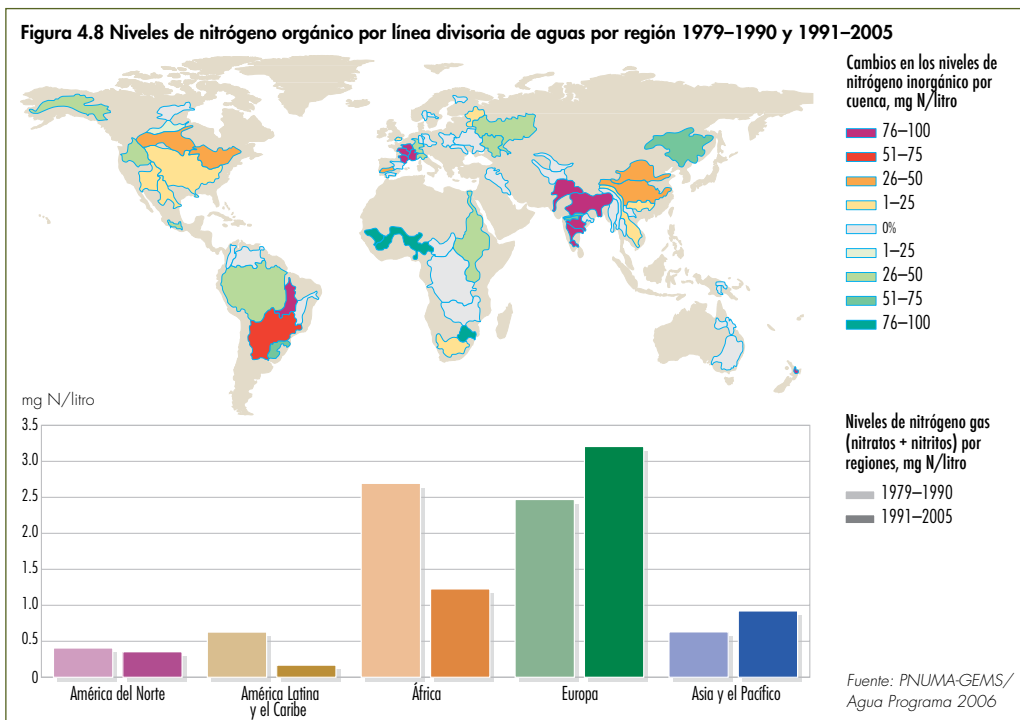 Figura 4.8 Niveles de nitrógeno orgánico por línea divisoria de aguas por región 1979–1990 y 1991–2005
Cambios en los niveles de
nitrógeno inorgánico por
cuenca, mg N/litro
76–100
51–75
26–50
1–25
0%
1–25
26–50
51–75
76–100
mg N/litro
3.5
3.0
2.5
2.0
1.5
1.0
0.5
0
América del Norte
América Latina
y el Caribe
África
Europa
Asia y el Pacífico
Niveles de nitrógeno gas
(nitratos + nitritos) por
regiones, mg N/litro
1979–1990
1991–2005
Fuente: PNUMA-GEMS/
Agua Programa 2006